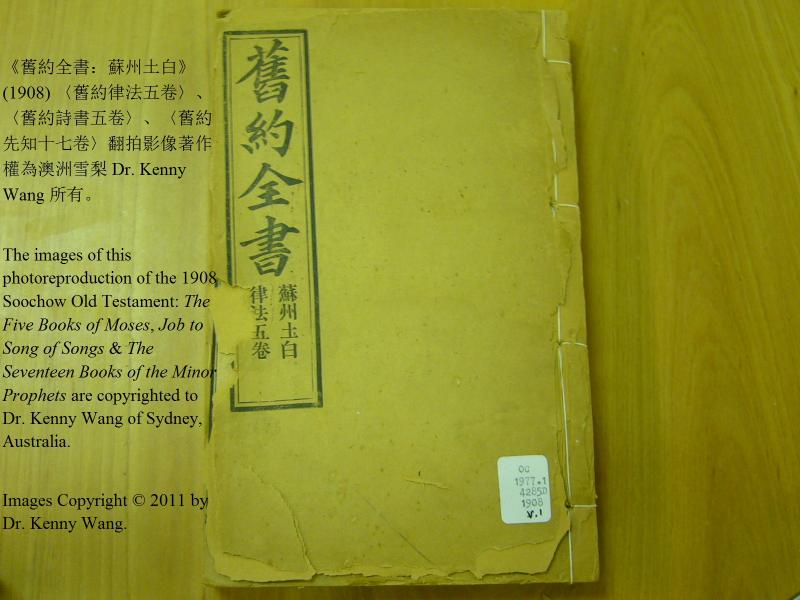 《舊約全書：蘇州土白》
(1908) 〈舊約律法五卷〉、
〈舊約詩書五卷〉、〈舊約
先知十七卷〉翻拍影像著作
權為澳洲雪梨 Dr. Kenny
Wang 所有。
The images of this
photoreproduction of the 1908
Soochow Old Testament: The
Five Books of Moses, Job to
Song of Songs & The
Seventeen Books of the Minor
Prophets are copyrighted to
Dr. Kenny Wang of Sydney,
Australia.
Images Copyright © 2011 by
Dr. Kenny Wang.
舊約全書
蘇州土白
律法五卷
OC
1977.1
4285D
1908
v.1